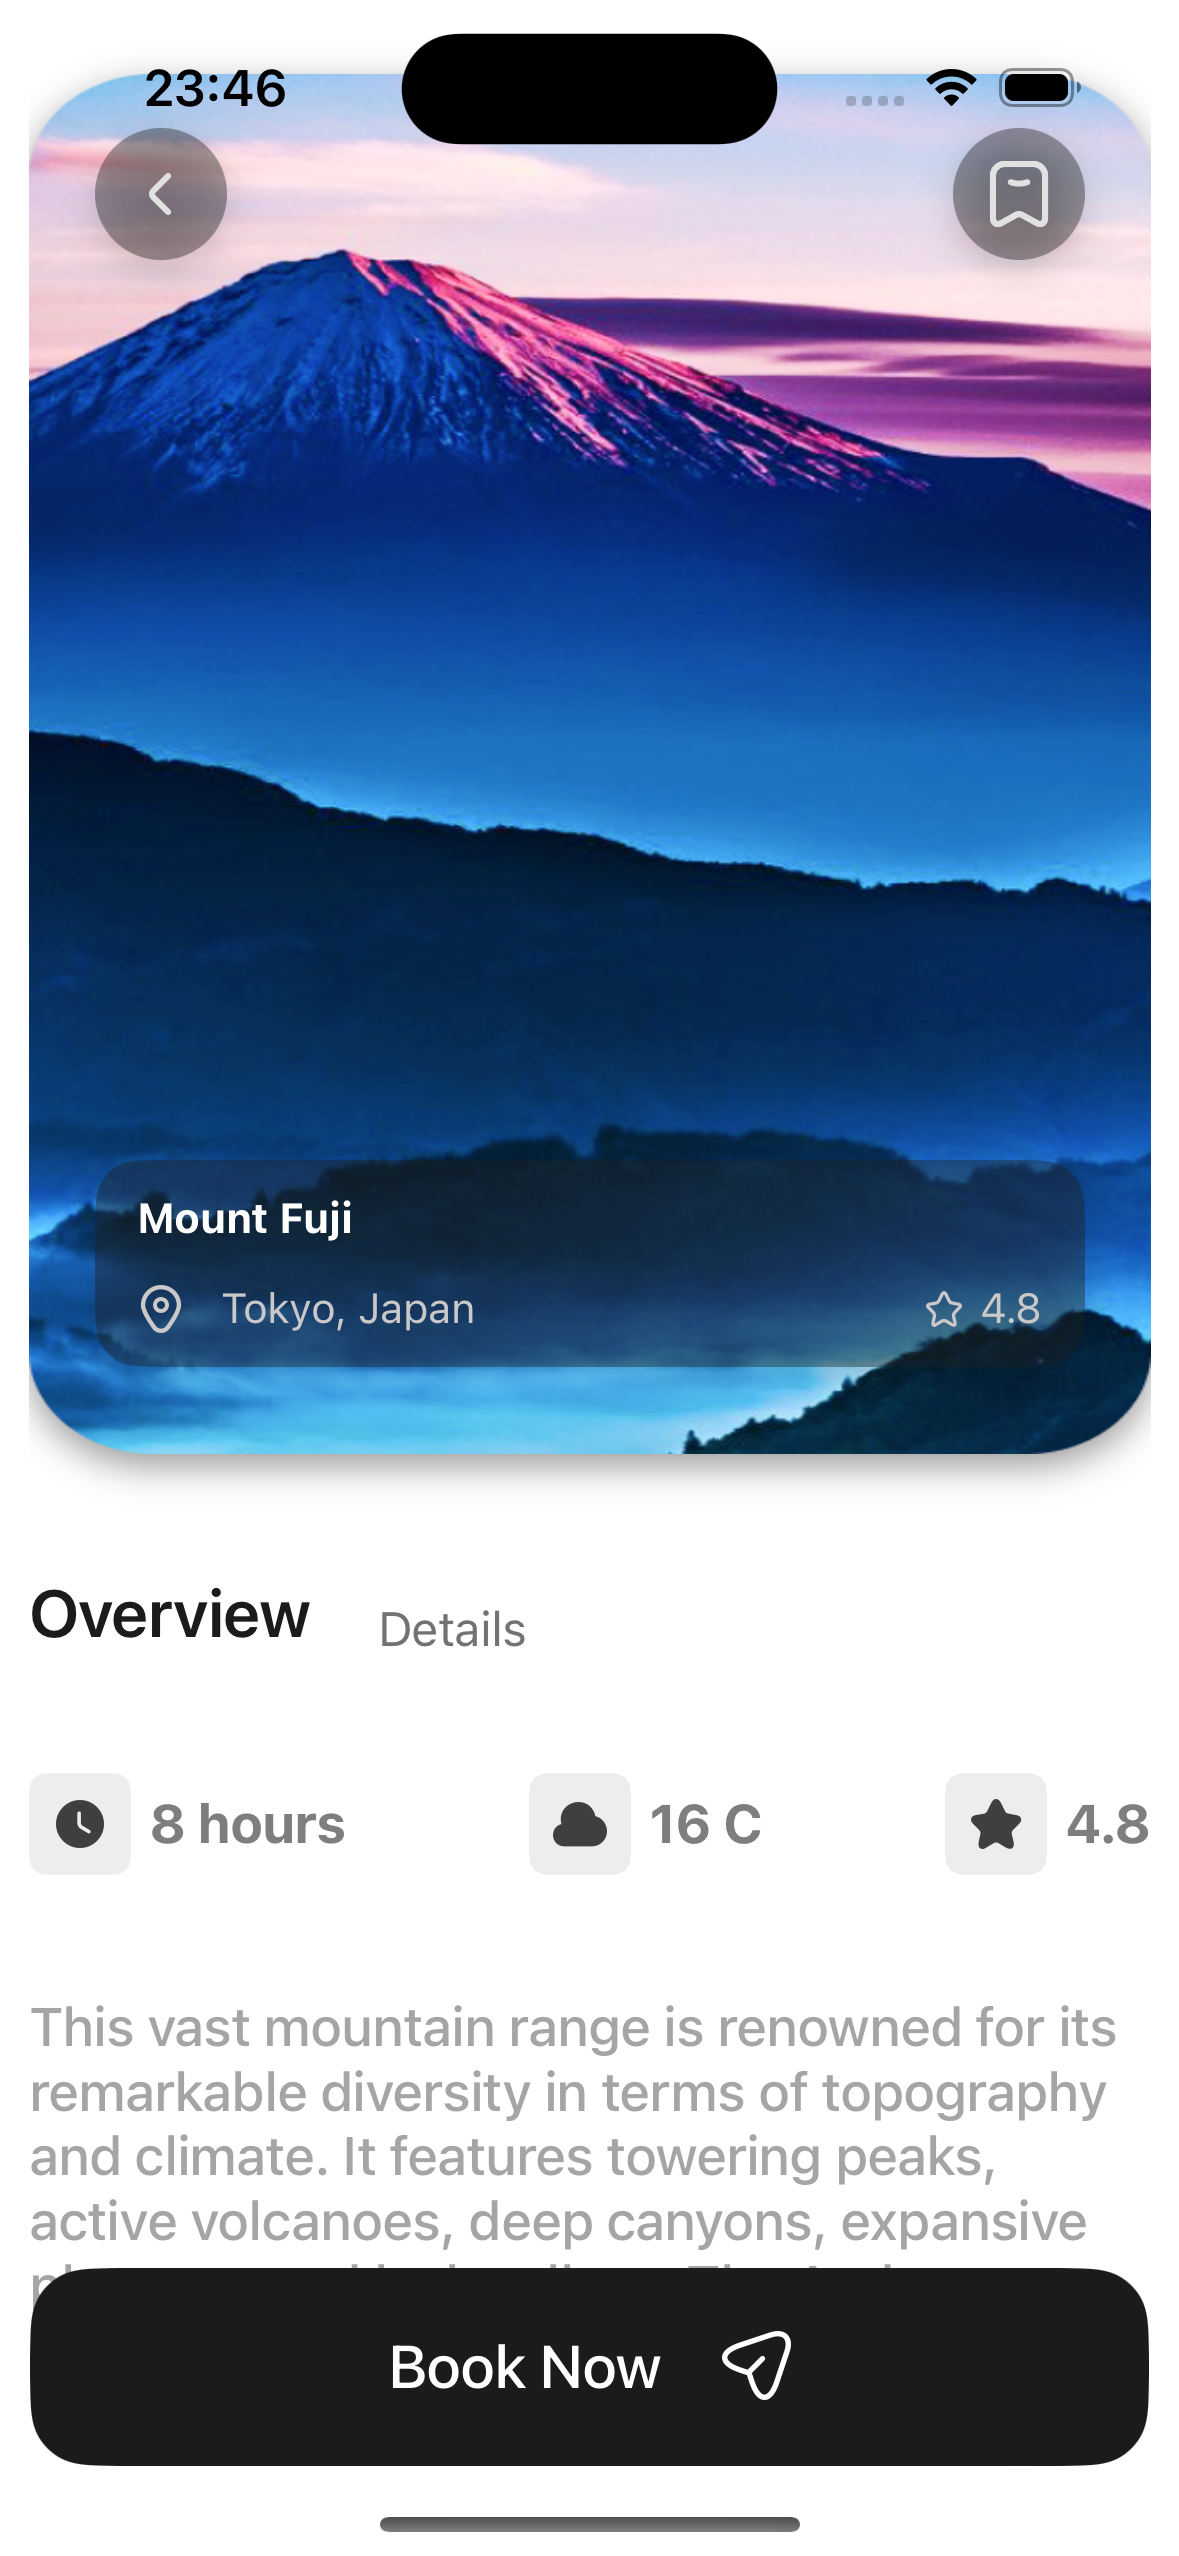 23:46
Mount Fuji
Tokyo, Japan 4.8
Overview Details
8 hours 16 C 4.8
This vast mountain range is renowned for its
remarkable diversity in terms of topography
and climate. It features towering peaks,
active volcanoes, deep canyons, expansive
Book Now